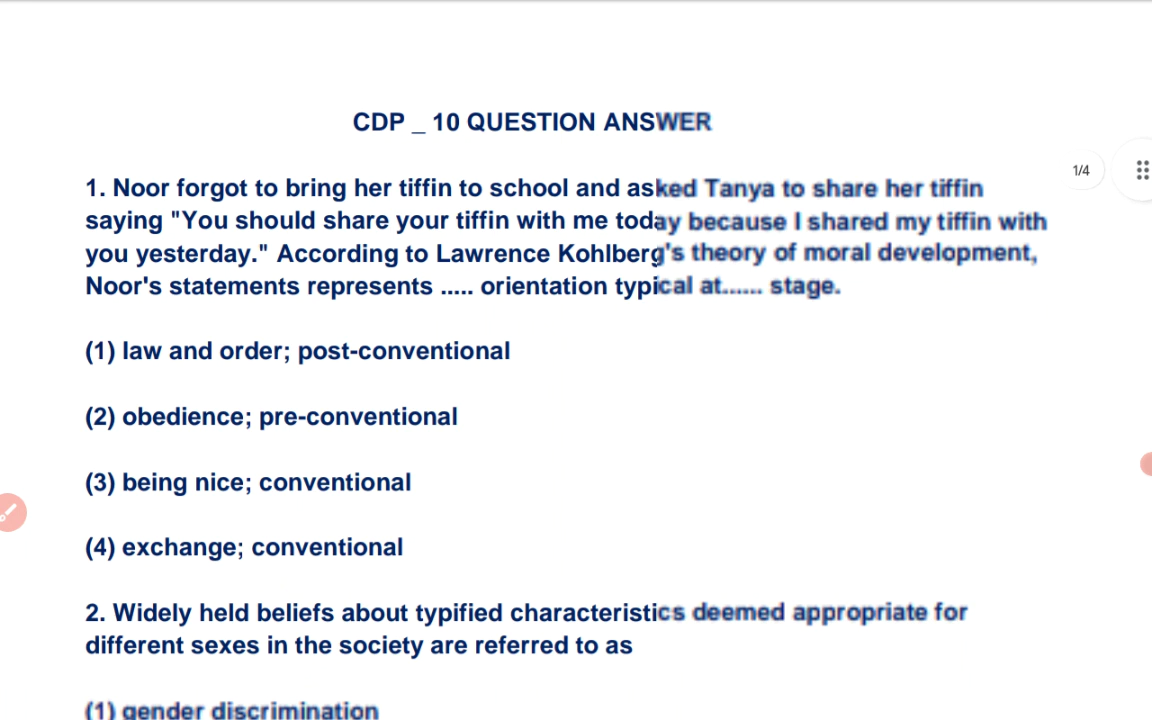 CDP _ 10 QUESTION ANSWER
1/4
1. Noor forgot to bring her tiffin to school and asked Tanya to share her tiffin
saying "You should share your tiffin with me today because I shared my tiffin with
you yesterday." According to Lawrence Kohlberg's theory of moral development,
Noor's statements represents ..... orientation typical at...... stage.
(1) law and order; post-conventional
(2) obedience; pre-conventional
(3) being nice; conventional
(4) exchange; conventional
2. Widely held beliefs about typified characteristics deemed appropriate for
different sexes in the society are referred to as
(1) gender discrimination